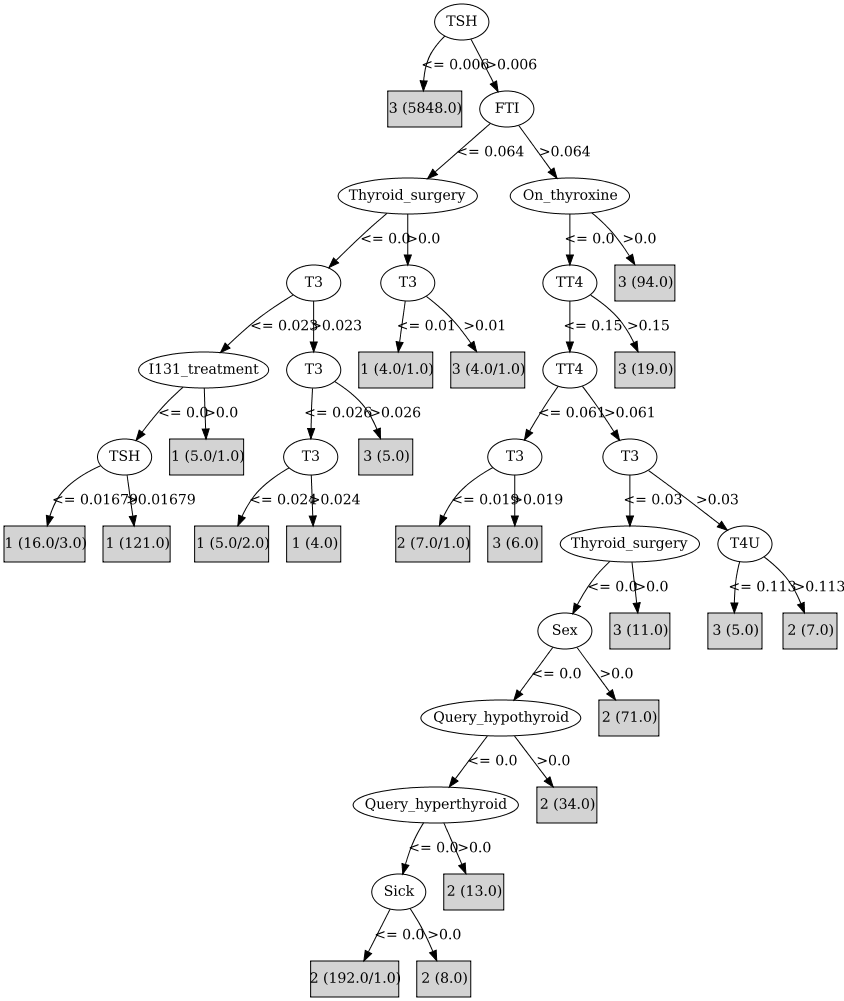 TSH
<= 0.006 >0.006
3 (5848.0) FTI
<= 0.064 >0.064
Thyroid_surgery On_thyroxine
<= 0.0 >0.0 <= 0.0 >0.0
T3 T3 TT4 3 (94.0)
<= 0.023 >0.023 <= 0.01 >0.01 <= 0.15 >0.15
I131_treatment T3 1 (4.0/1.0) 3 (4.0/1.0) TT4 3 (19.0)
<= 0.0 >0.0 <= 0.026 >0.026 <= 0.061 >0.061
TSH 1 (5.0/1.0) T3 3 (5.0) T3 T3
<= 0.01679 >0.01679 <= 0.024 >0.024 <= 0.019 >0.019 <= 0.03 >0.03
1 (16.0/3.0) 1 (121.0) 1 (5.0/2.0) 1 (4.0) 2 (7.0/1.0) 3 (6.0) Thyroid_surgery T4U
<= 0.0 >0.0 <= 0.113 >0.113
Sex 3 (11.0) 3 (5.0) 2 (7.0)
<= 0.0 >0.0
Query_hypothyroid 2 (71.0)
<= 0.0 >0.0
Query_hyperthyroid 2 (34.0)
<= 0.0 >0.0
Sick 2 (13.0)
<= 0.0 >0.0
2 (192.0/1.0) 2 (8.0)